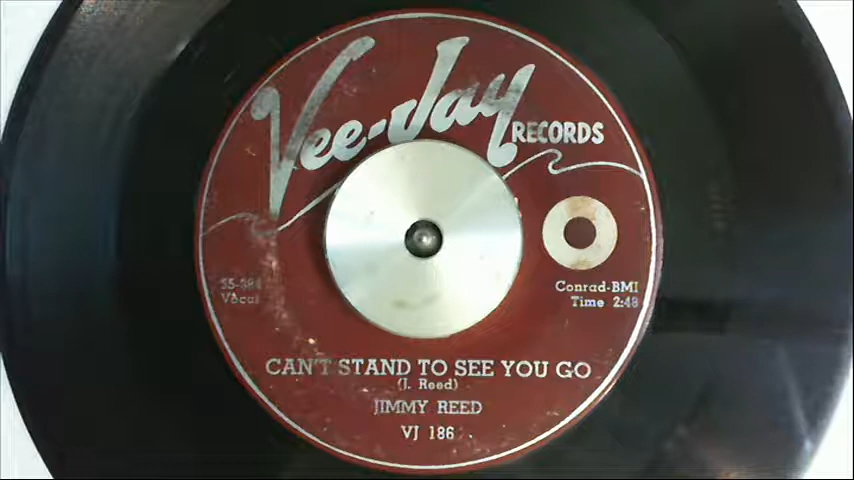 Vee-Jay
RECORDS
Conrad-BMI
Vocal
Time 2:48
CAN'T STAND TO SEE YOU GO
(J. Reed)
JIMMY REED
VJ 186